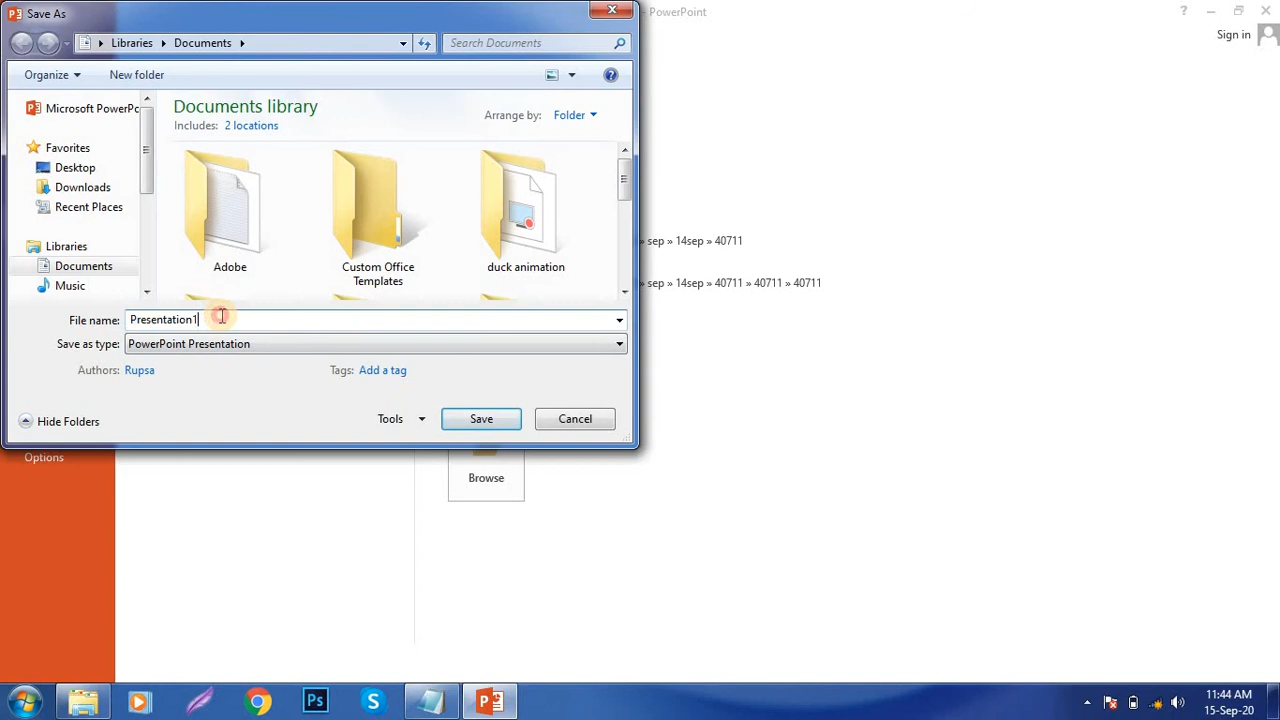 Save As
- PowerPoint
Sign in
Libraries
Documents
Search Documents
Organize
New folder
Microsoft PowerPc
Favorites
Desktop
Downloads
Recent Places
Libraries
Documents
Music
Documents library
Includes: 2 locations
Arrange by: Folder
Adobe
Custom Office
Templates
duck animation
» sep » 14sep » 40711
» sep » 14sep » 40711 » 40711 » 40711
File name: Presentation1
Save as type: PowerPoint Presentation
Authors: Rupsa
Tags: Add a tag
Hide Folders
Tools
Save
Cancel
Options
Browse
Ps
11:44 AM
15-Sep-20